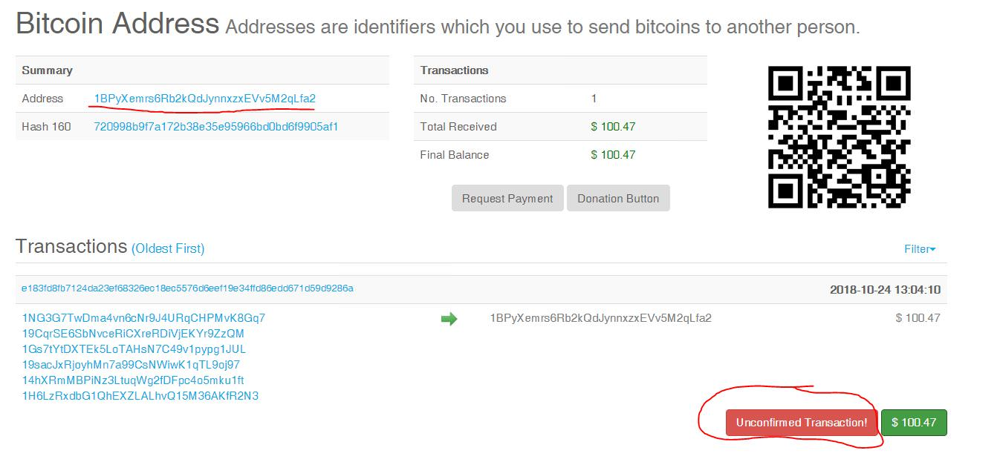 Bitcoin Address Addresses are identifiers which you use to send bitcoins to another person.
Summary
Address 1BPyXemrs6Rb2kQdJynnxzxEVv5M2qLfa2
Hash 160 720998b9f7a172b38e35e95966bd0bd6f9905af1
Transactions
No. Transactions 1
Total Received $ 100.47
Final Balance $ 100.47
Request Payment Donation Button
Transactions (Oldest First)
Filter
e183fd8fb7124da23ef68326ec18ec5576d6eef19e34ffd86edd671d59d9286a 2018-10-24 13:04:10
1NG3G7TwDma4vn6cNr9J4URqCHPMvK8Gq7 1BPyXemrs6Rb2kQdJynnxzxEVv5M2qLfa2 $ 100.47
19CqrSE6SbNvceRiCXreRDiVjEKYr9ZzQM
1Gs7tYtDXTEk5LoTAHsN7C49v1pypg1JUL
19sacJxRjoyhMn7a99CsNWiwK1qTL9oj97
14hXRmMBPiNz3LtuqWg2fDFpc4o5mku1ft
1H6LzRxdbG1QhEXZLALhvQ15M36AKfR2N3
Unconfirmed Transaction! $ 100.47